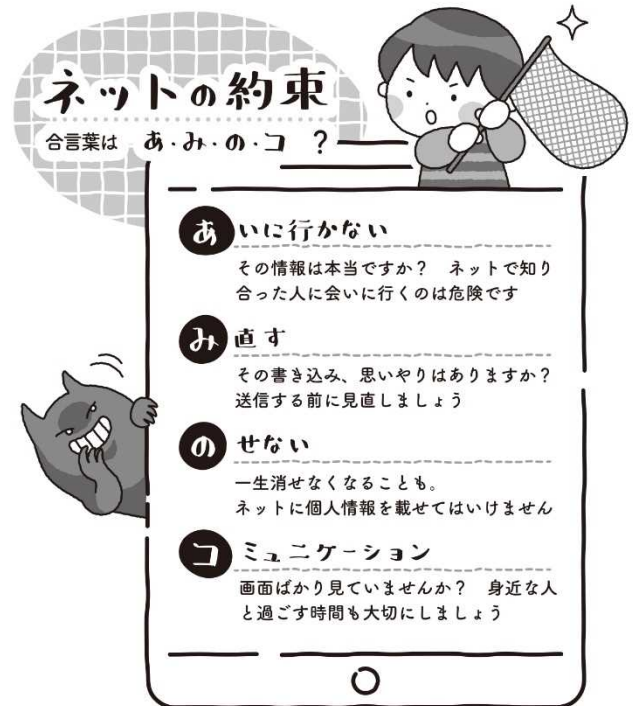 ネットの約束
合言葉は あ・み・の・コ ?
あいに行かない
その情報は本当ですか? ネットで知り
合った人に会いに行くのは危険です
み直す
その書き込み、思いやりはありますか?
送信する前に見直しましょう
のせない
一生消せなくなることも。
ネットに個人情報を載せてはいけません
コミュニケーション
画面ばかり見ていませんか? 身近な人
と過ごす時間も大切にしましょう